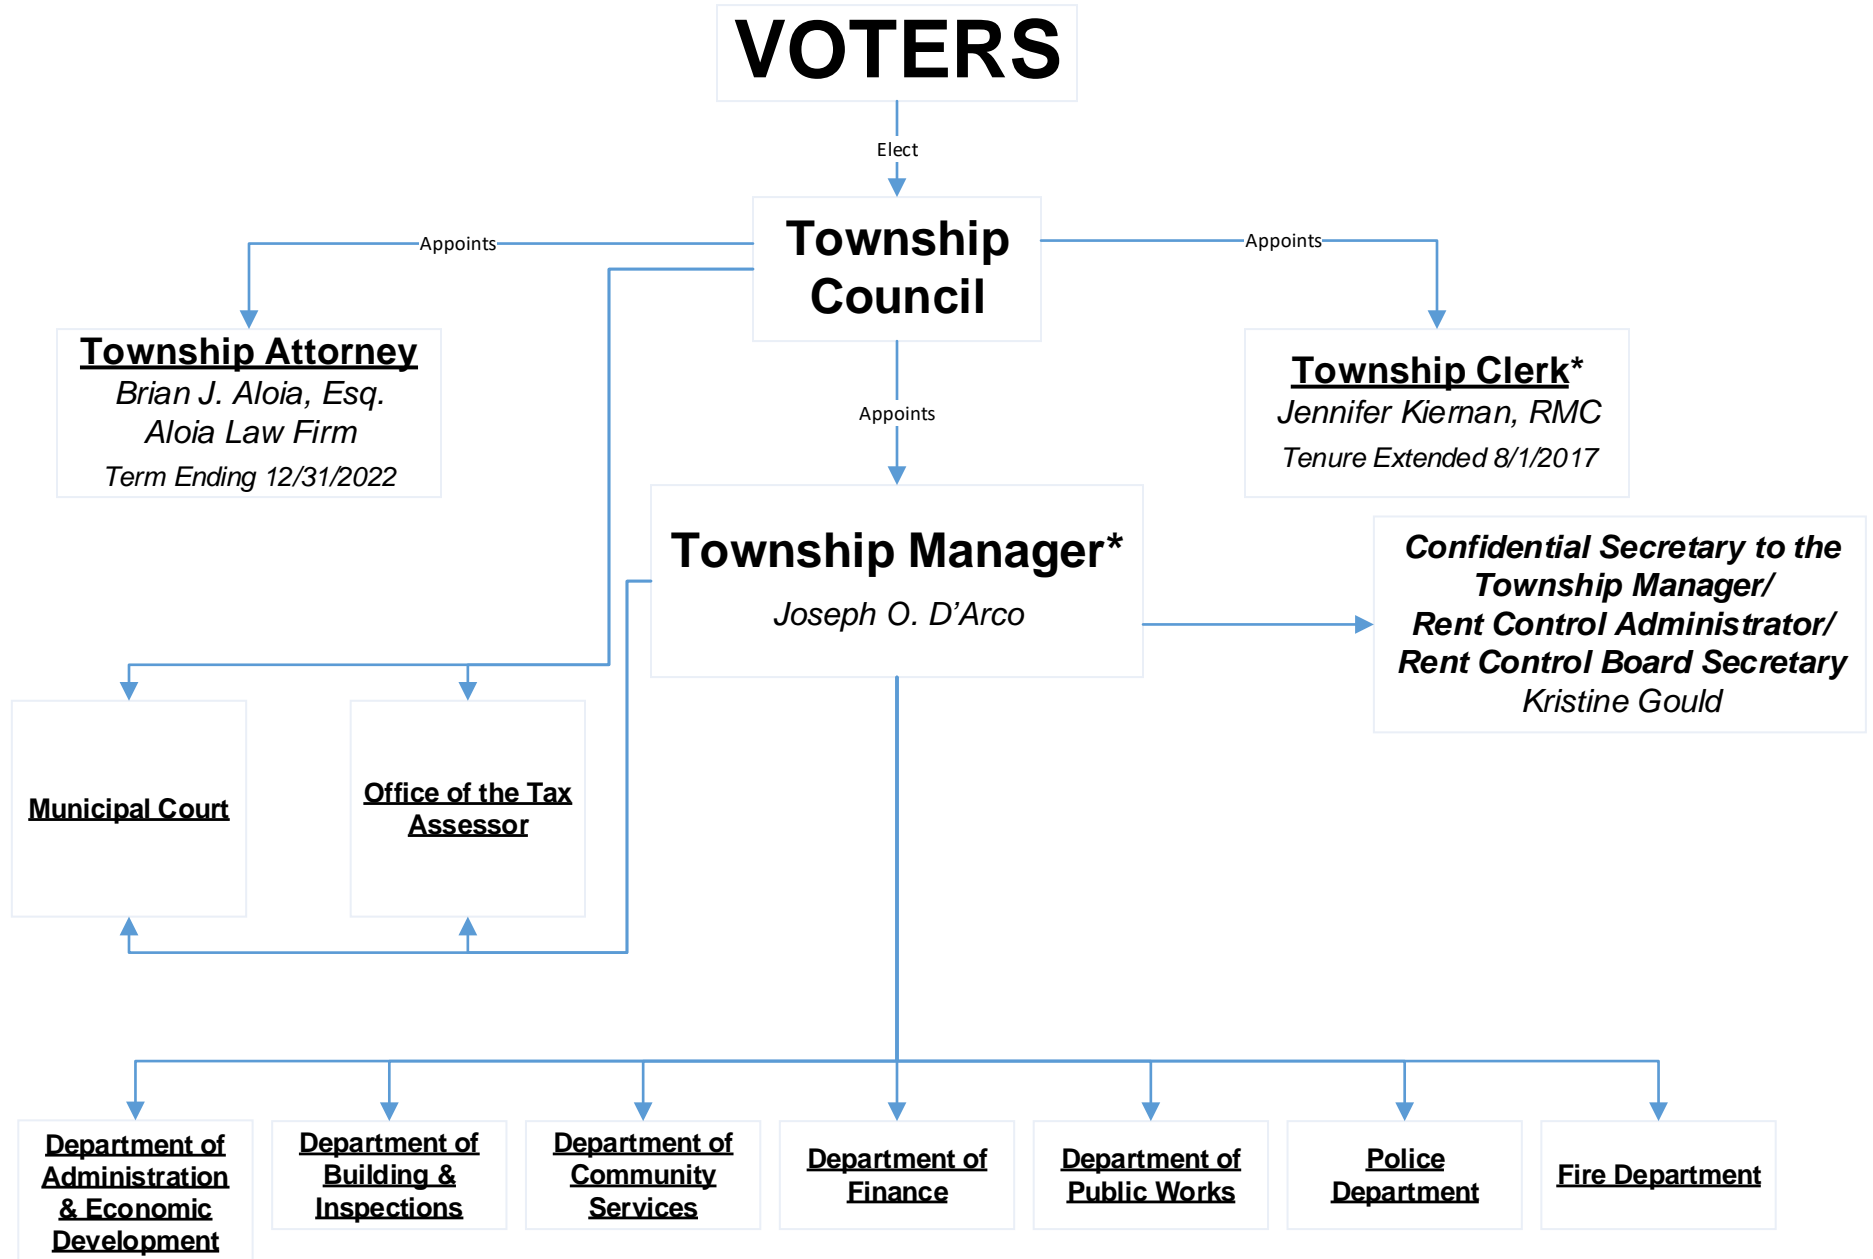 VOTERS
Elect
Township
Council
Appoints
Appoints
Township Attorney
Brian J. Aloia, Esq.
Aloia Law Firm
Term Ending 12/31/2022
Appoints
Township Clerk*
Jennifer Kiernan, RMC
Tenure Extended 8/1/2017
Township Manager*
Joseph O. D’Arco
Confidential Secretary to the
Township Manager/
Rent Control Administrator/
Rent Control Board Secretary
Kristine Gould
Municipal Court
Office of the Tax
Assessor
Department of
Administration
& Economic
Development
Department of
Building &
Inspections
Department of
Community
Services
Department of
Finance
Department of
Public Works
Police
Department
Fire Department